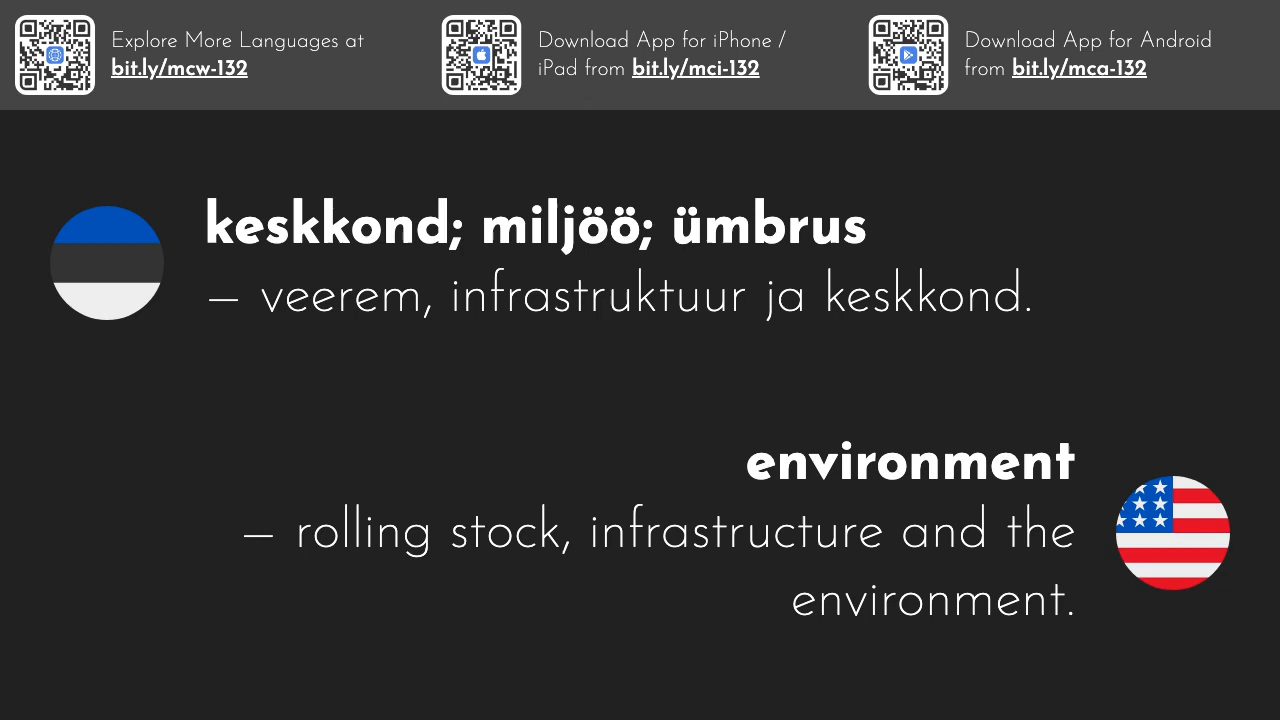 Explore More Languages at
bit.ly/mcw-132
Download App for iPhone /
iPad from bit.ly/mci-132
Download App for Android
from bit.ly/mca-132
keskkond; miljöö; ümbrus
– veerem, infrastruktuur ja keskkond.
environment
– rolling stock, infrastructure and the
environment.